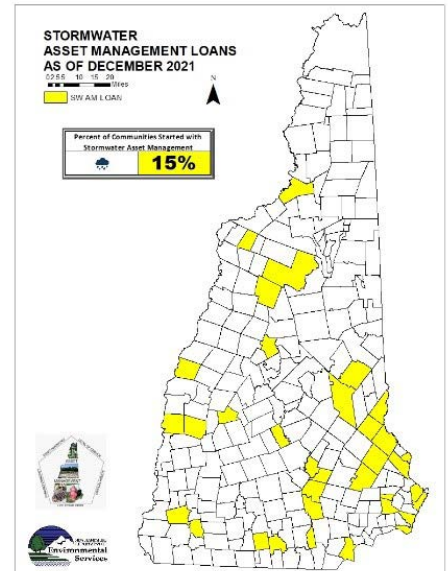 STORMWATER
ASSET MANAGEMENT LOANS
AS OF DECEMBER 2021
Miles
N
SW AM LOAN
Percent of Communities Started with
Stormwater Asset Management
15%
Environmental
Services